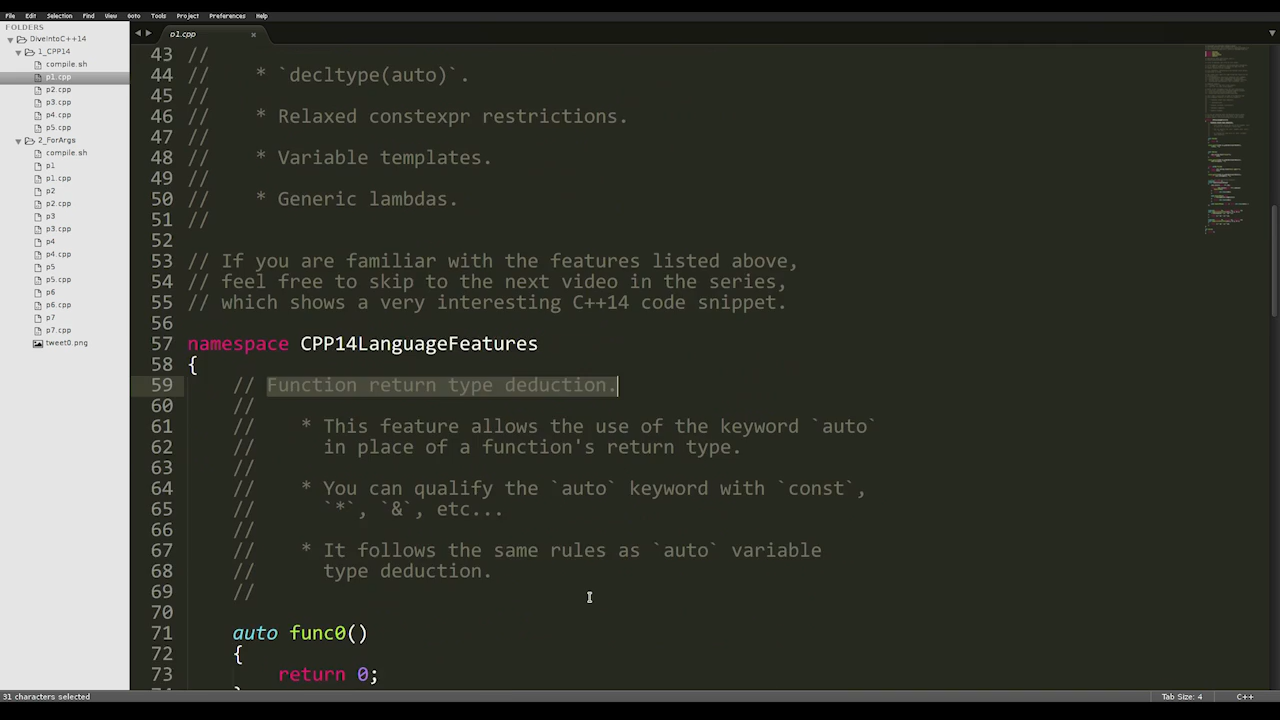 File Edit Selection Find View Goto Tools Project Preferences Help
FOLDERS
DiveIntoC++14
1_CPP14
compile.sh
p1.cpp
p2.cpp
p3.cpp
p4.cpp
p5.cpp
2_ForArgs
compile.sh
p1
p1.cpp
p2
p2.cpp
p3
p3.cpp
p4
p4.cpp
p5
p5.cpp
p6
p6.cpp
p7
p7.cpp
tweet0.png
p1.cpp
43 //
44 // * `decltype(auto)`.
45 //
46 // * Relaxed constexpr restrictions.
47 //
48 // * Variable templates.
49 //
50 // * Generic lambdas.
51 //
52
53 // If you are familiar with the features listed above,
54 // feel free to skip to the next video in the series,
55 // which shows a very interesting C++14 code snippet.
56
57 namespace CPP14LanguageFeatures
58 {
59 // Function return type deduction.
60 //
61 // * This feature allows the use of the keyword `auto`
62 // in place of a function's return type.
63 //
64 // * You can qualify the `auto` keyword with `const`,
65 // `*`, `&`, etc...
66 //
67 // * It follows the same rules as `auto` variable
68 // type deduction.
69 //
70
71 auto func0()
72 {
73 return 0;
31 characters selected
Tab Size: 4 C++